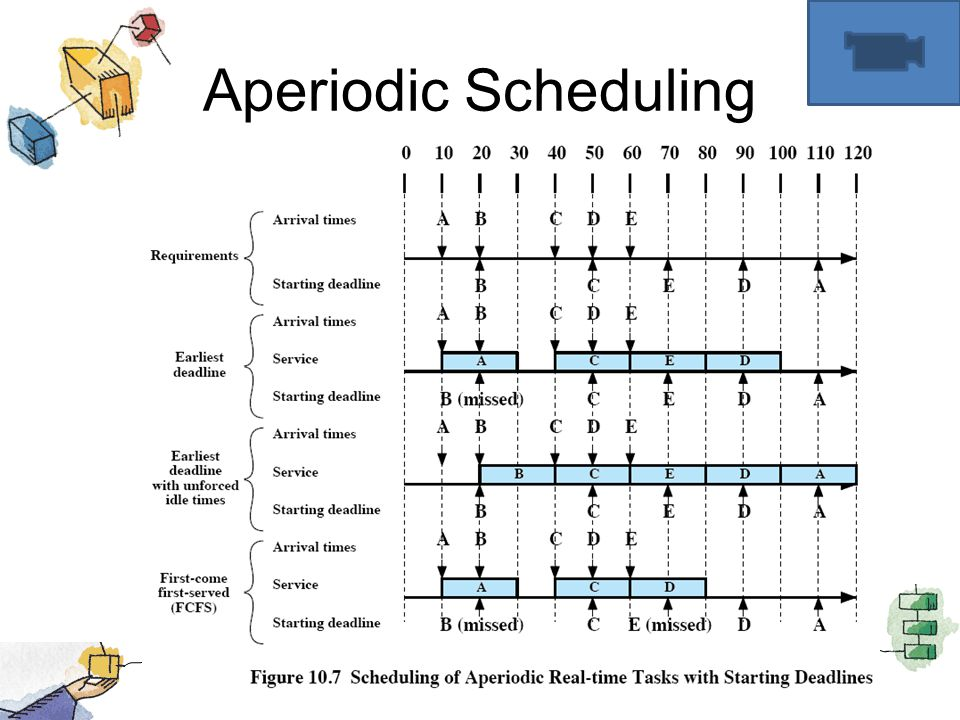 Aperiodic Scheduling
0 10 20 30 40 50 60 70 80 90 100 110 120
Arrival times A B C D E
Requirements
Starting deadline B C E D A
Arrival times A B C D E
Earliest
deadline
Service A C E D
Starting deadline B (missed) C E D A
Arrival times A B C D E
Earliest
deadline
with unforced
idle times
Service B C E D A
Starting deadline B C E D A
Arrival times A B C D E
First-come
first-served
(FCFS)
Service A C D
Starting deadline B (missed) C E (missed) D A
Figure 10.7 Scheduling of Aperiodic Real-time Tasks with Starting Deadlines